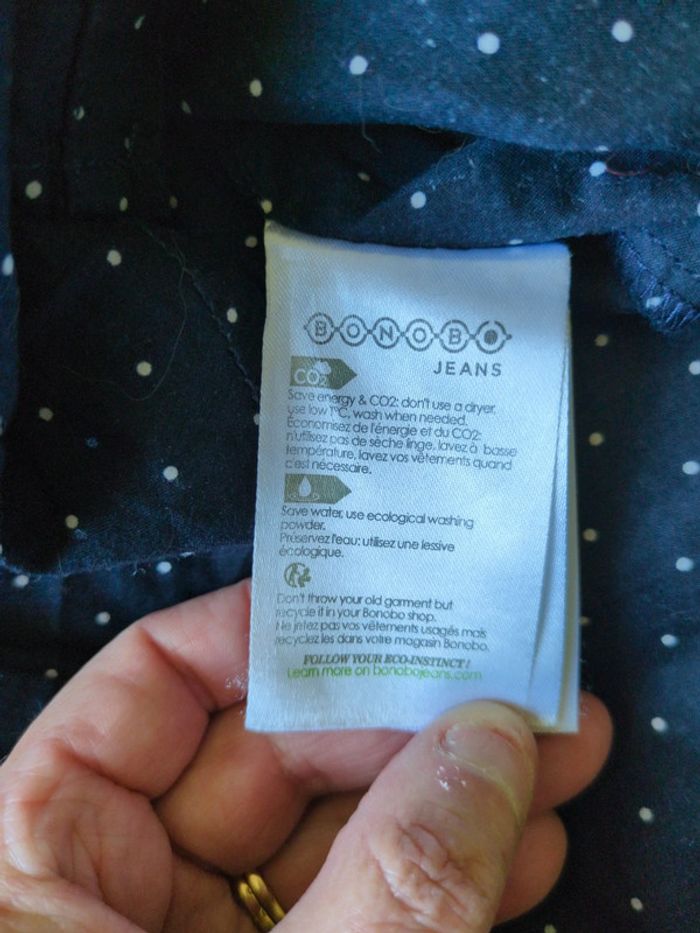 BONOBO
JEANS
CO2
Save energy & CO2: don't use a dryer,
use low T°C, wash when needed.
Économisez de l'énergie et du CO2:
n'utilisez pas de sèche linge, lavez à basse
température, lavez vos vêtements quand
c'est nécessaire.
Save water, use ecological washing
powder.
Préservez l'eau: utilisez une lessive
écologique.
Don't throw your old garment but
recycle it in your Bonobo shop.
Ne jetez pas vos vêtements usagés mais
recyclez les dans votre magasin Bonobo.
FOLLOW YOUR ECO-INSTINCT !
Learn more on bonobojeans.com